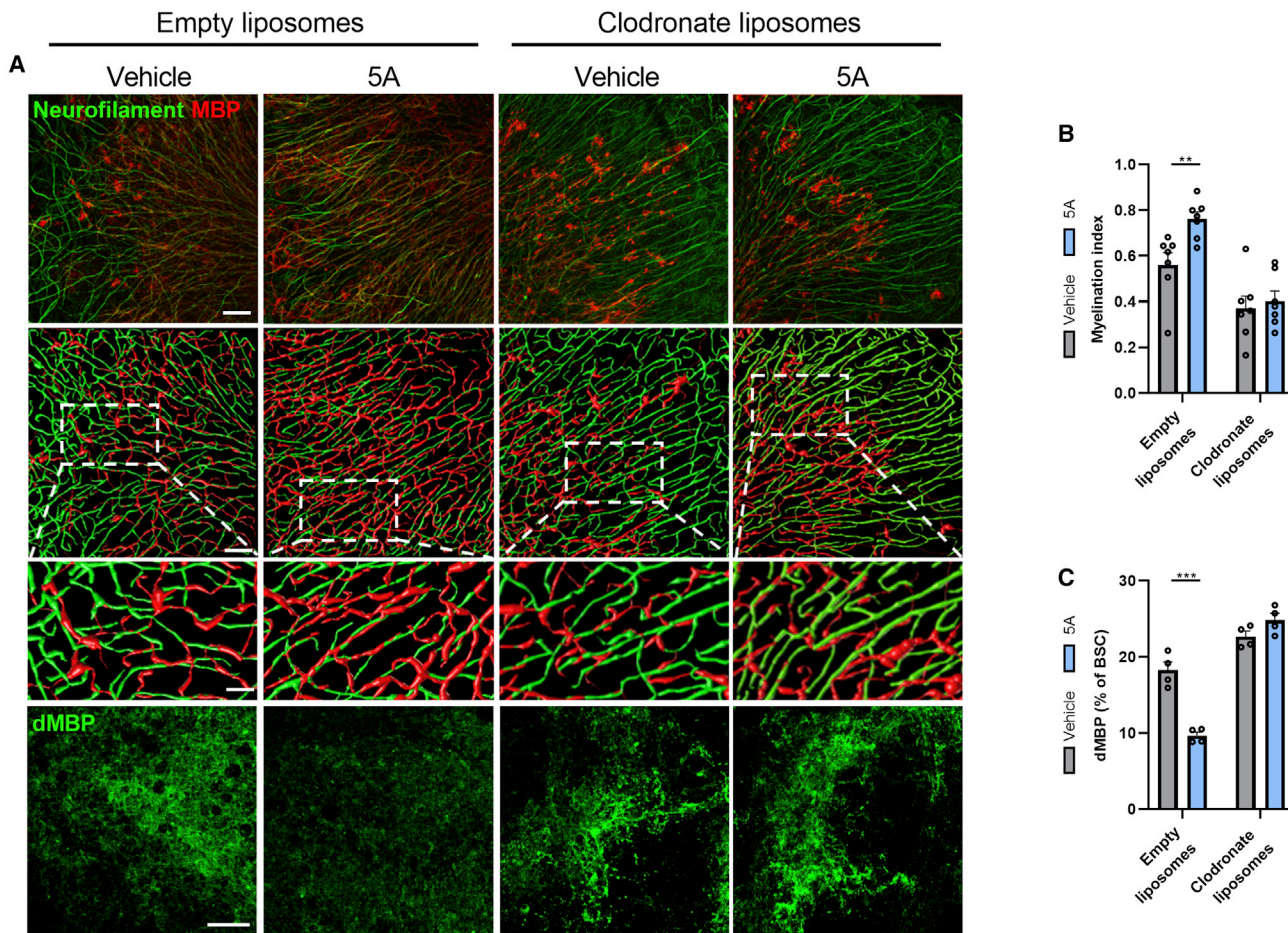 Empty liposomes
Clodronate liposomes
A
Vehicle
5A
Vehicle
5A
Neurofilament MBP
dMBP
B
Vehicle
5A
Myelination index
1.0
0.8
0.6
0.4
0.2
0.0
**
Empty
liposomes
Clodronate
liposomes
C
Vehicle
5A
dMBP (% of BSC)
30
20
10
0
***
Empty
liposomes
Clodronate
liposomes